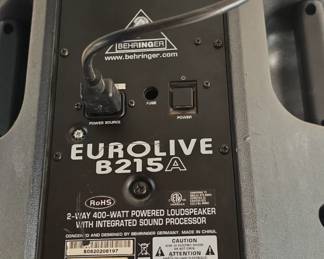 BEHRINGER
www.behringer.com
POWER SOURCE
FUSE
POWER
EUROLIVE
B215A
RoHS
2-WAY 400-WATT POWERED LOUDSPEAKER
WITH INTEGRATED SOUND PROCESSOR
CONCEIVED AND DESIGNED BY BEHRINGER GERMANY. MADE IN CHINA.
CAUTION